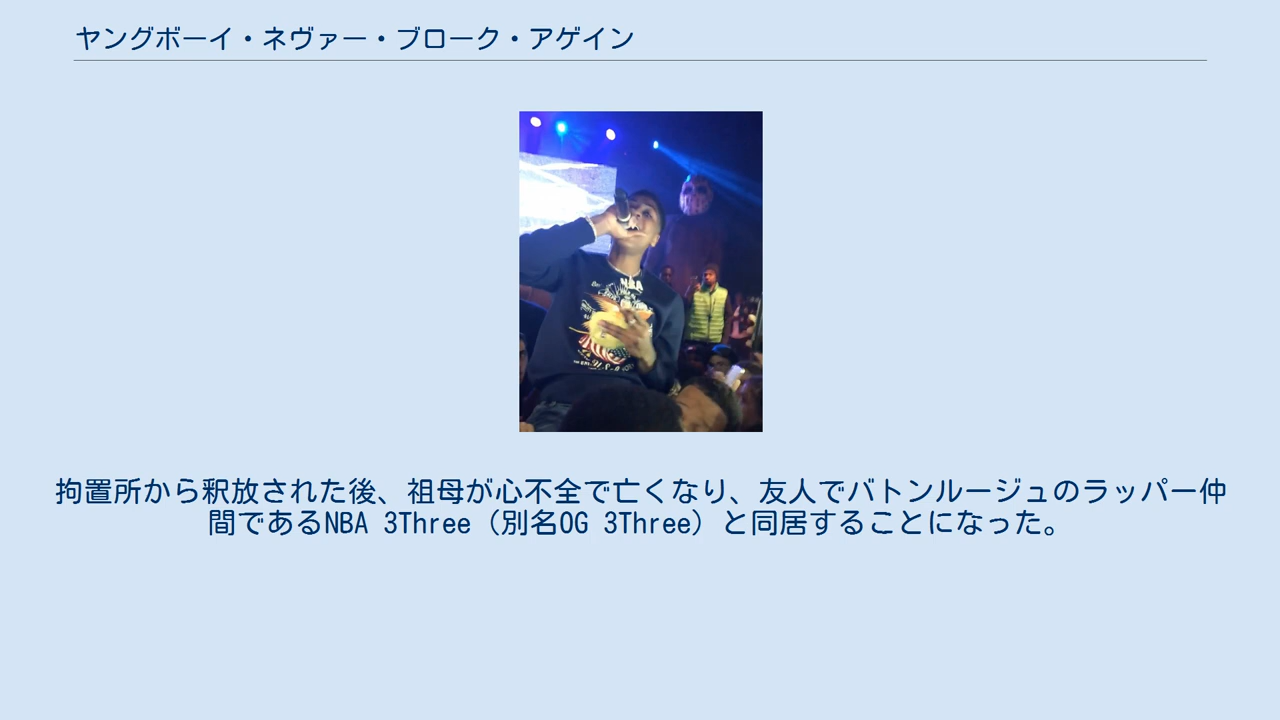 ヤングボーイ・ネヴァー・ブローク・アゲイン
NBA
拘置所から釈放された後、祖母が心不全で亡くなり、友人でバトンルージュのラッパー仲
間であるNBA 3Three（別名OG 3Three）と同居することになった。